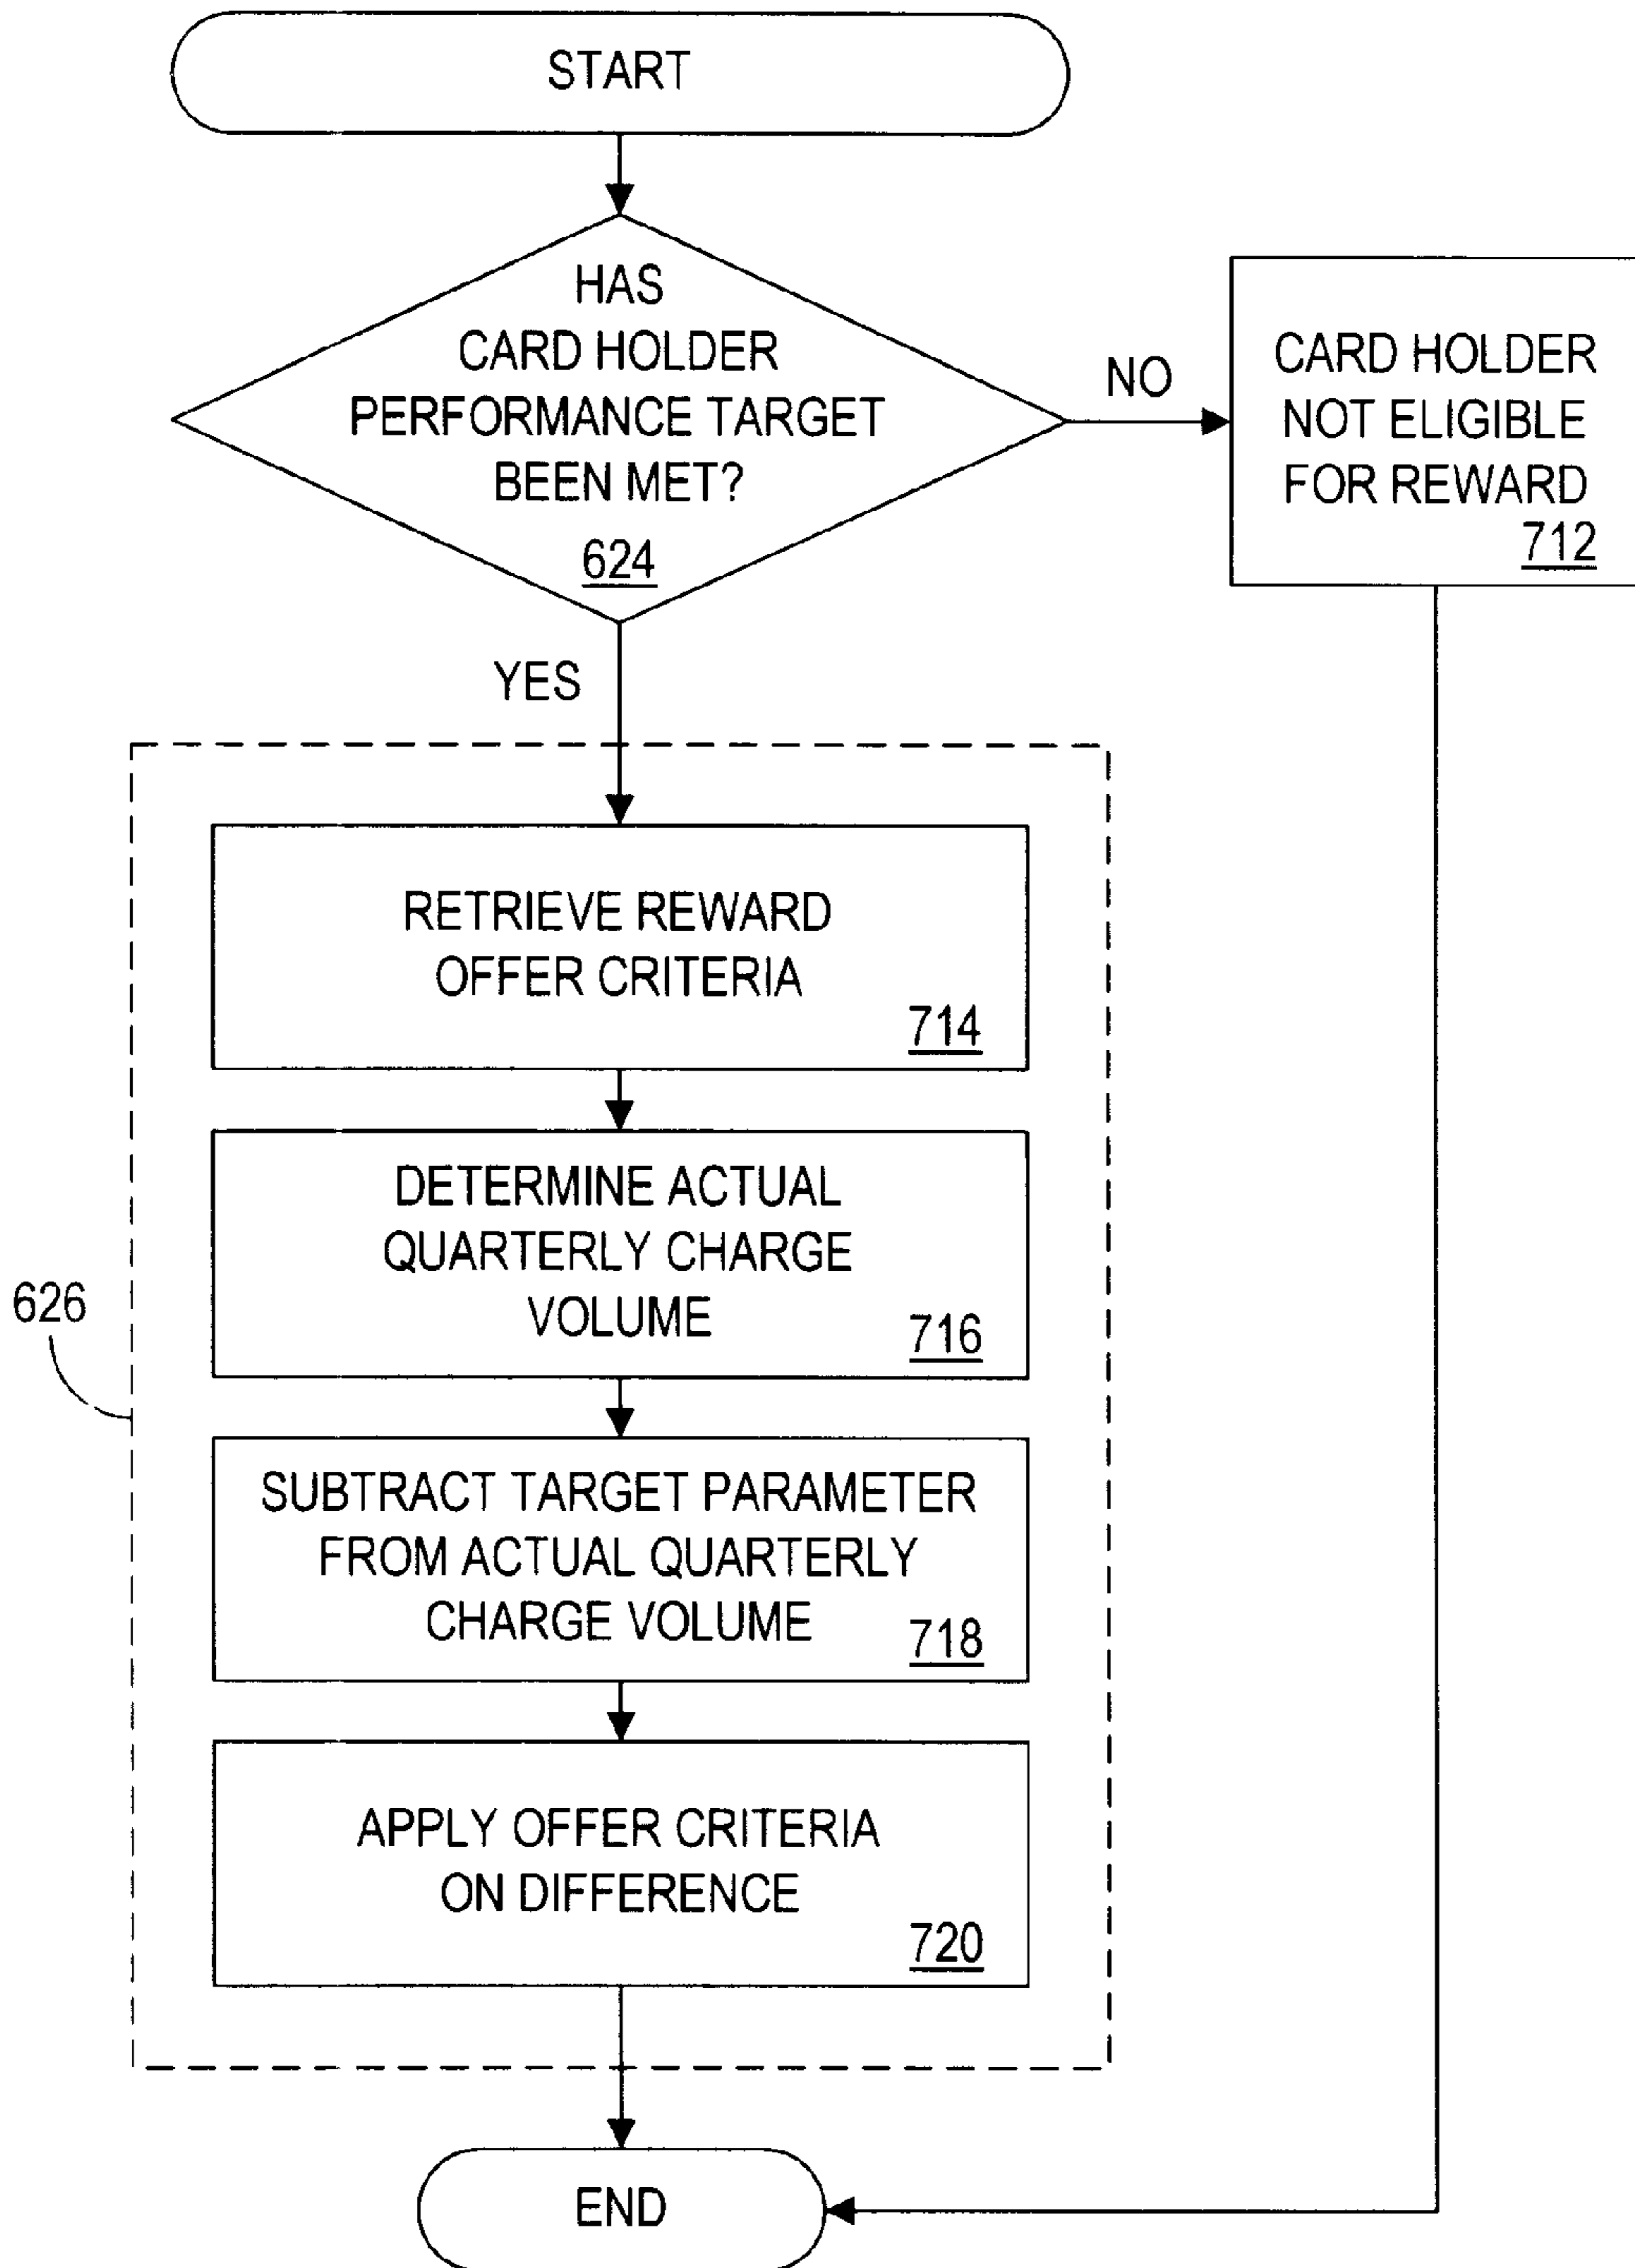 START
HAS
CARD HOLDER
PERFORMANCE TARGET
BEEN MET?
624
NO
CARD HOLDER
NOT ELIGIBLE
FOR REWARD
712
YES
626
RETRIEVE REWARD
OFFER CRITERIA
714
DETERMINE ACTUAL
QUARTERLY CHARGE
VOLUME
716
SUBTRACT TARGET PARAMETER
FROM ACTUAL QUARTERLY
CHARGE VOLUME
718
APPLY OFFER CRITERIA
ON DIFFERENCE
720
END